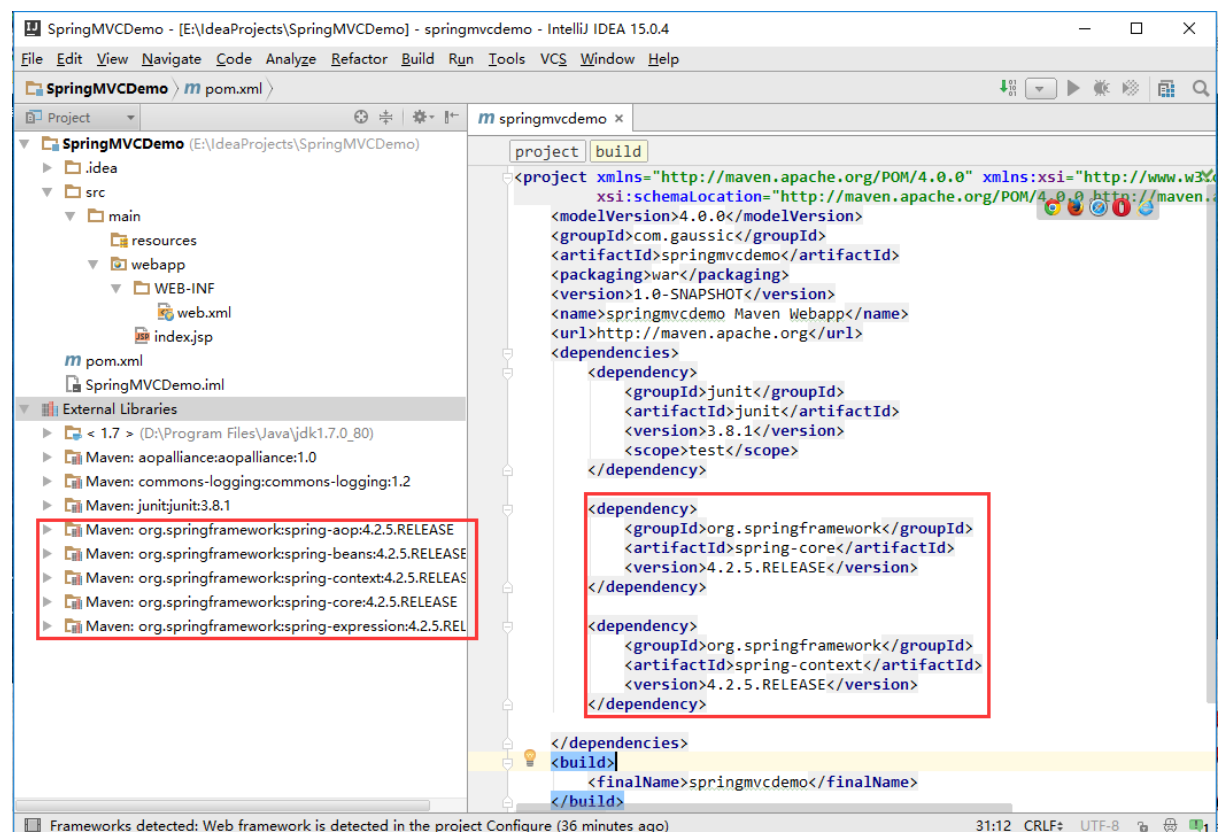 SpringMVCDemo - [E:\IdeaProjects\SpringMVCDemo] - springmvcdemo - IntelliJ IDEA 15.0.4
File Edit View Navigate Code Analyze Refactor Build Run Tools VCS Window Help
SpringMVCDemo m pom.xml
Project
SpringMVCDemo (E:\IdeaProjects\SpringMVCDemo)
.idea
src
main
resources
webapp
WEB-INF
web.xml
JSP index.jsp
m pom.xml
SpringMVCDemo.iml
External Libraries
< 1.7 > (D:\Program Files\Java\jdk1.7.0_80)
Maven: aopalliance:aopalliance:1.0
Maven: commons-logging:commons-logging:1.2
Maven: junit:junit:3.8.1
Maven: org.springframework:spring-aop:4.2.5.RELEASE
Maven: org.springframework:spring-beans:4.2.5.RELEASE
Maven: org.springframework:spring-context:4.2.5.RELEAS
Maven: org.springframework:spring-core:4.2.5.RELEASE
Maven: org.springframework:spring-expression:4.2.5.REL
m springmvcdemo ×
project build
<project xmlns="http://maven.apache.org/POM/4.0.0" xmlns:xsi="http://www.w3
xsi:schemaLocation="http://maven.apache.org/POM/4.0.0 http://maven.a
<modelVersion>4.0.0</modelVersion>
<groupId>com.gaussic</groupId>
<artifactId>springmvcdemo</artifactId>
<packaging>war</packaging>
<version>1.0-SNAPSHOT</version>
<name>springmvcdemo Maven Webapp</name>
<url>http://maven.apache.org</url>
<dependencies>
<dependency>
<groupId>junit</groupId>
<artifactId>junit</artifactId>
<version>3.8.1</version>
<scope>test</scope>
</dependency>
<dependency>
<groupId>org.springframework</groupId>
<artifactId>spring-core</artifactId>
<version>4.2.5.RELEASE</version>
</dependency>
<dependency>
<groupId>org.springframework</groupId>
<artifactId>spring-context</artifactId>
<version>4.2.5.RELEASE</version>
</dependency>
</dependencies>
<build>
<finalName>springmvcdemo</finalName>
</build>
Frameworks detected: Web framework is detected in the project Configure (36 minutes ago)
31:12 CRLF UTF-8 1